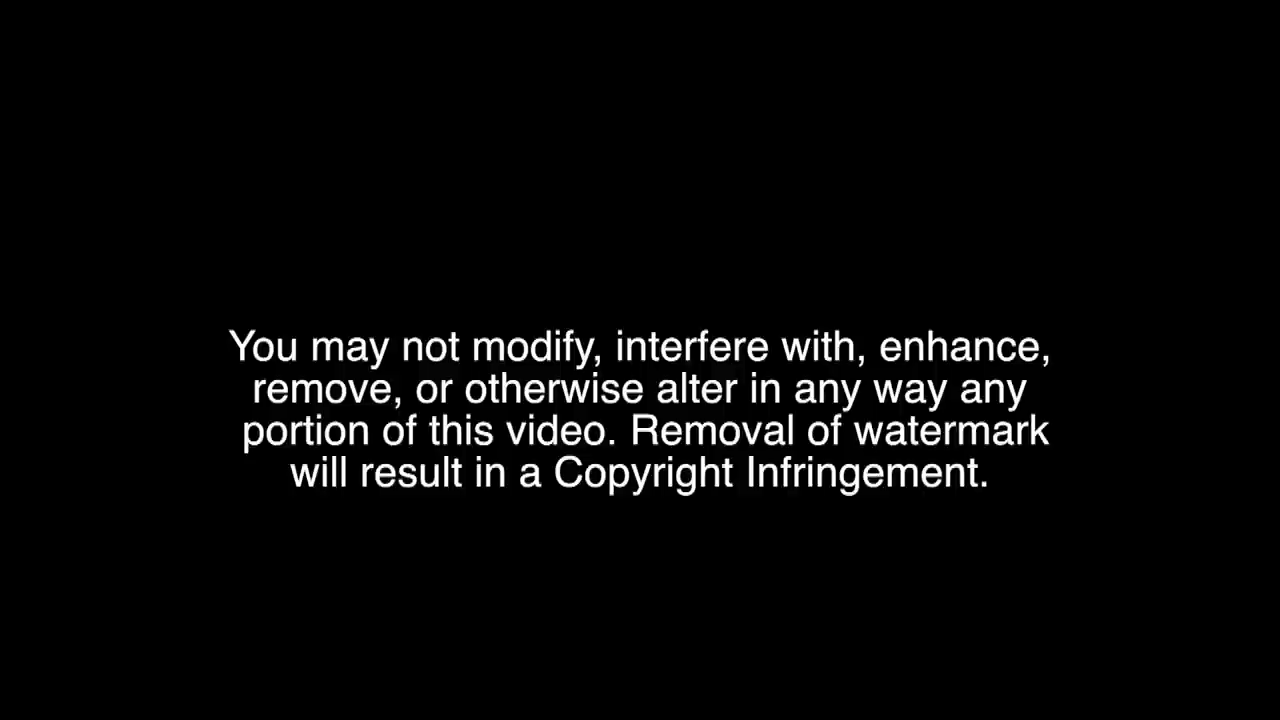 You may not modify, interfere with, enhance,
remove, or otherwise alter in any way any
portion of this video. Removal of watermark
will result in a Copyright Infringement.